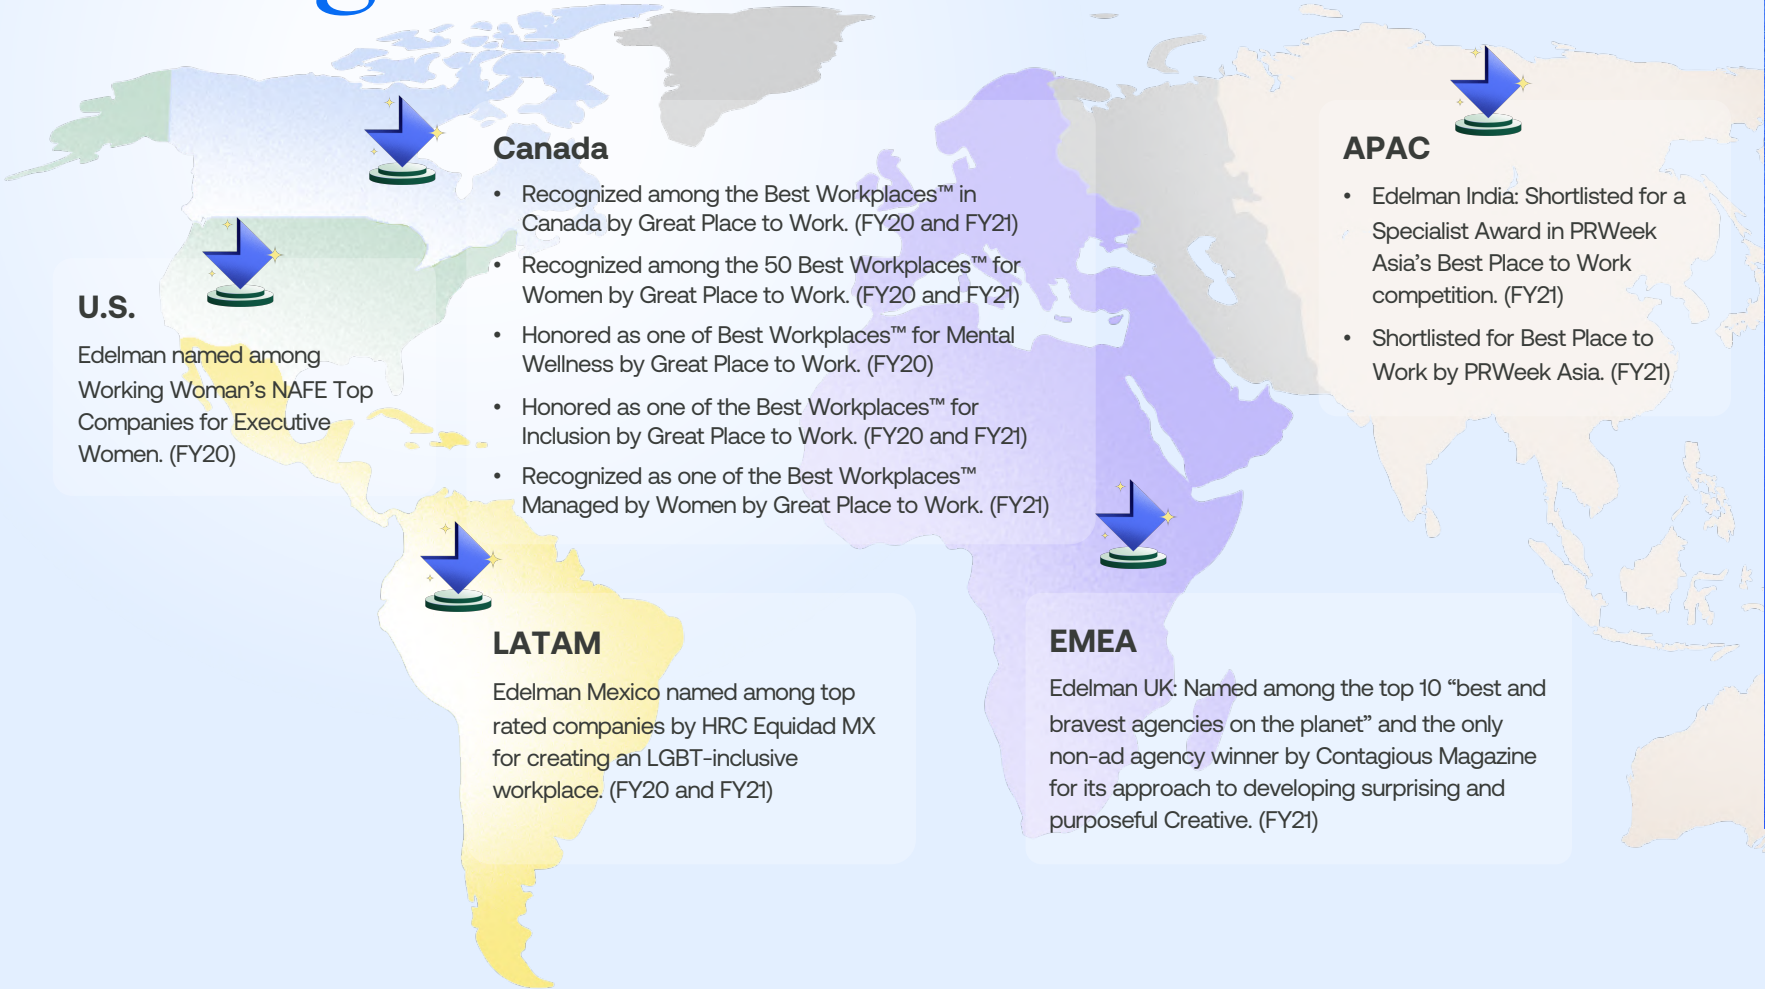 Canada
• Recognized among the Best Workplaces™ in
Canada by Great Place to Work. (FY20 and FY21)
• Recognized among the 50 Best Workplaces™ for
Women by Great Place to Work. (FY20 and FY21)
• Honored as one of Best Workplaces™ for Mental
Wellness by Great Place to Work. (FY20)
• Honored as one of the Best Workplaces™ for
Inclusion by Great Place to Work. (FY20 and FY21)
• Recognized as one of the Best Workplaces™
Managed by Women by Great Place to Work. (FY21)
APAC
• Edelman India: Shortlisted for a
Specialist Award in PRWeek
Asia’s Best Place to Work
competition. (FY21)
• Shortlisted for Best Place to
Work by PRWeek Asia. (FY21)
U.S.
Edelman named among
Working Woman’s NAFE Top
Companies for Executive
Women. (FY20)
LATAM
Edelman Mexico named among top
rated companies by HRC Equidad MX
for creating an LGBT-inclusive
workplace. (FY20 and FY21)
EMEA
Edelman UK: Named among the top 10 “best and
bravest agencies on the planet” and the only
non-ad agency winner by Contagious Magazine
for its approach to developing surprising and
purposeful Creative. (FY21)